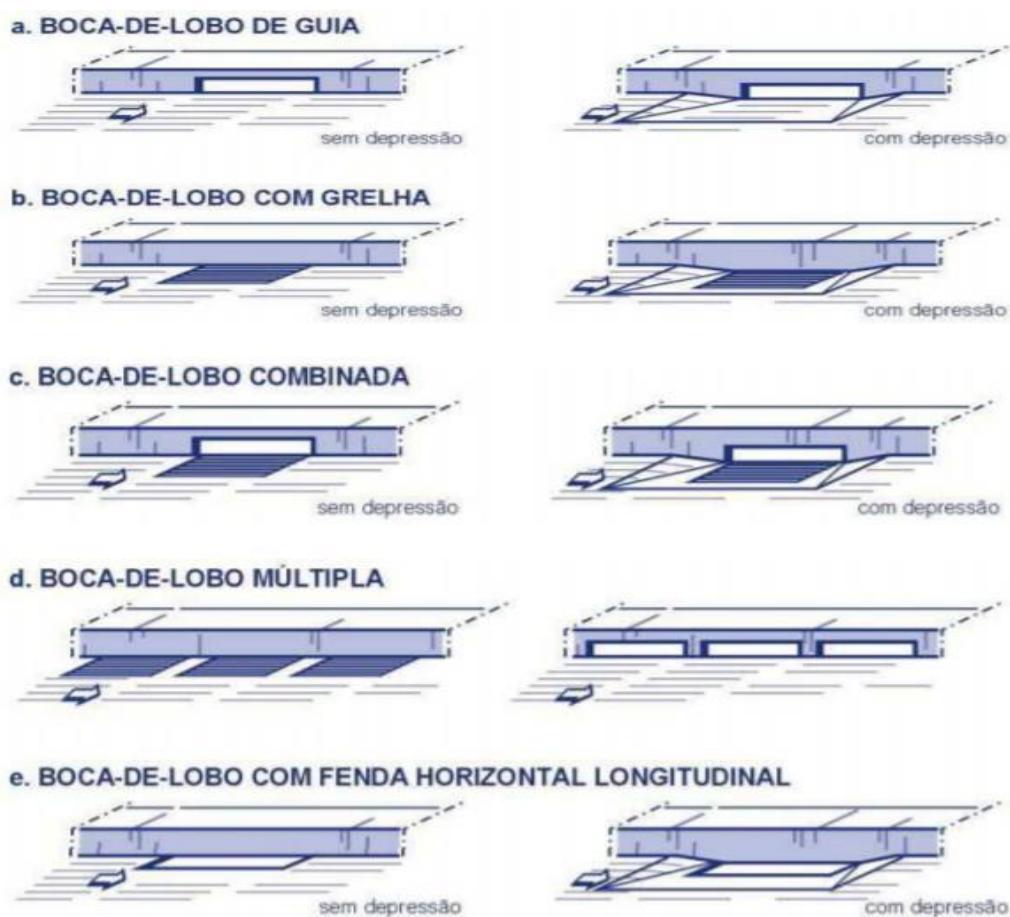 a. BOCA-DE-LOBO DE GUIA
sem depressão
com depressão
b. BOCA-DE-LOBO COM GRELHA
sem depressão
com depressão
c. BOCA-DE-LOBO COMBINADA
sem depressão
com depressão
d. BOCA-DE-LOBO MÚLTIPLA
e. BOCA-DE-LOBO COM FENDA HORIZONTAL LONGITUDINAL
sem depressão
com depressão